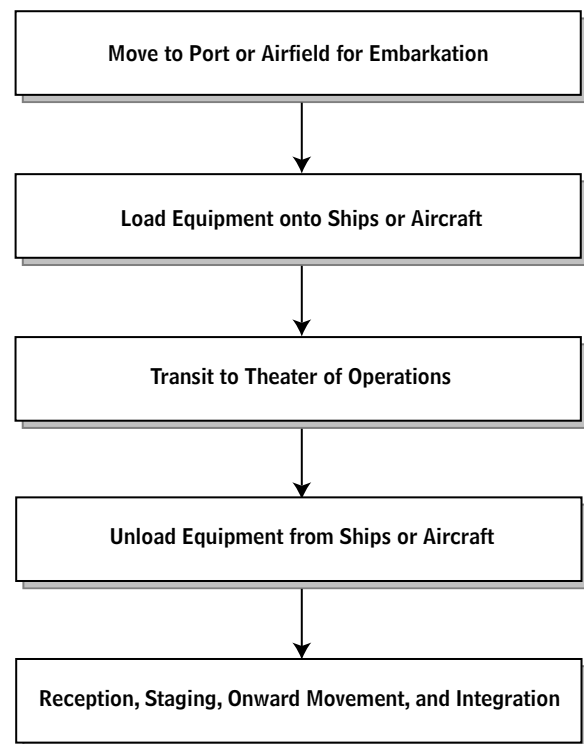 Move to Port or Airfield for Embarkation
Load Equipment onto Ships or Aircraft
Transit to Theater of Operations
Unload Equipment from Ships or Aircraft
Reception, Staging, Onward Movement, and Integration